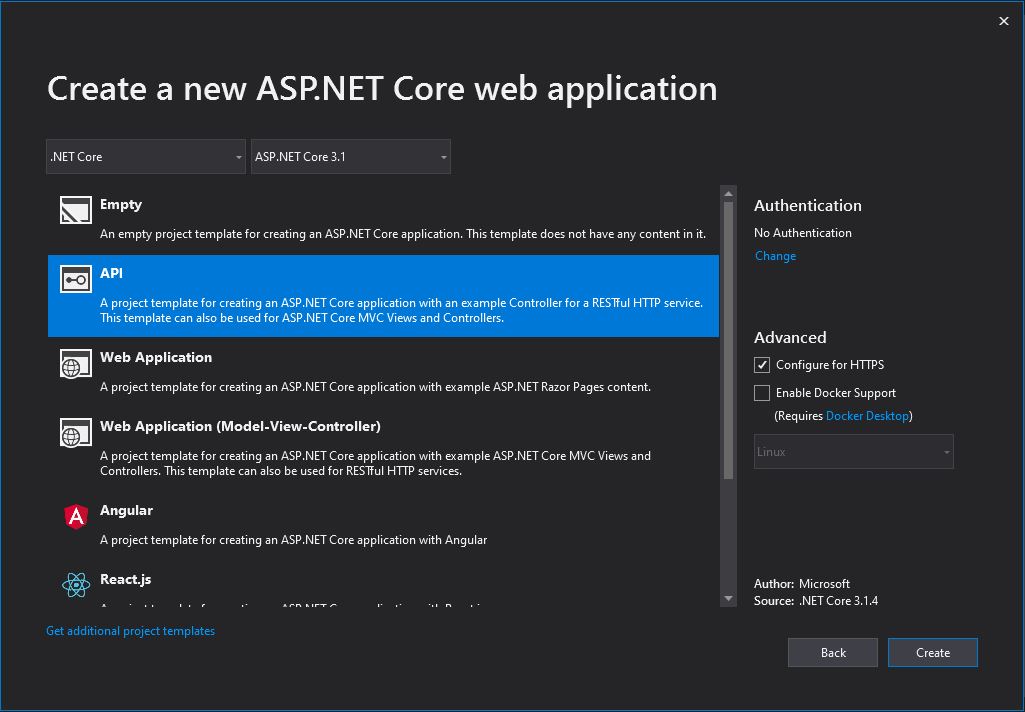 Create a new ASP.NET Core web application
.NET Core
ASP.NET Core 3.1
Empty
An empty project template for creating an ASP.NET Core application. This template does not have any content in it.
API
A project template for creating an ASP.NET Core application with an example Controller for a RESTful HTTP service.
This template can also be used for ASP.NET Core MVC Views and Controllers.
Web Application
A project template for creating an ASP.NET Core application with example ASP.NET Razor Pages content.
Web Application (Model-View-Controller)
A project template for creating an ASP.NET Core application with example ASP.NET Core MVC Views and
Controllers. This template can also be used for RESTful HTTP services.
Angular
A project template for creating an ASP.NET Core application with Angular
React.js
Get additional project templates
Authentication
No Authentication
Change
Advanced
Configure for HTTPS
Enable Docker Support
(Requires Docker Desktop)
Linux
Author: Microsoft
Source: .NET Core 3.1.4
Back
Create